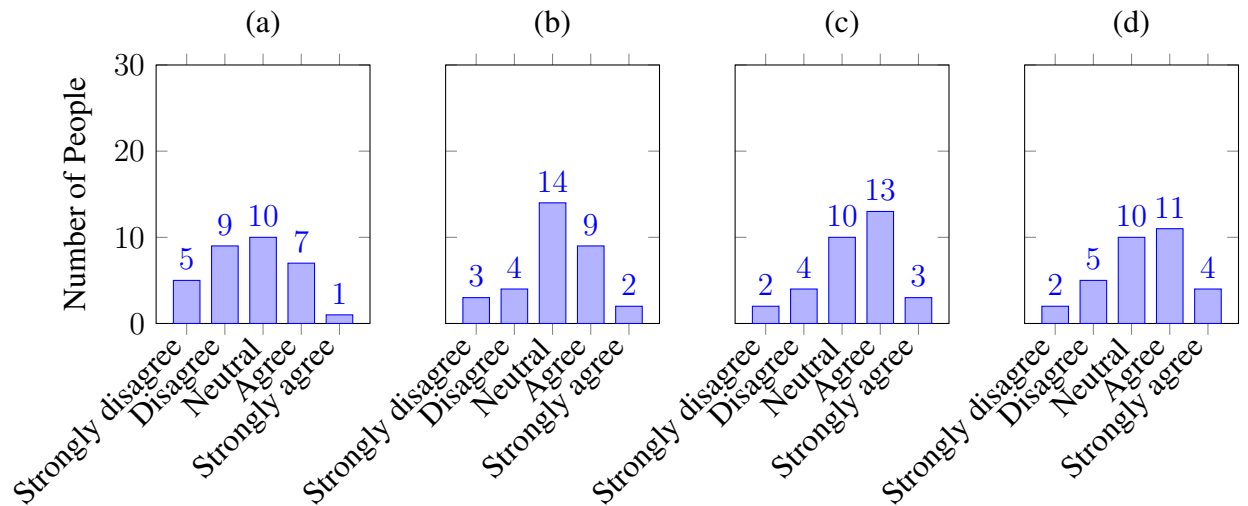 (a) (b) (c) (d)
Number of People
30
20
10
0
5 9 10 7 1
3 4 14 9 2
2 4 10 13 3
2 5 10 11 4
Strongly disagree
Disagree
Neutral
Agree
Strongly agree
Strongly disagree
Disagree
Neutral
Agree
Strongly agree
Strongly disagree
Disagree
Neutral
Agree
Strongly agree
Strongly disagree
Disagree
Neutral
Agree
Strongly agree